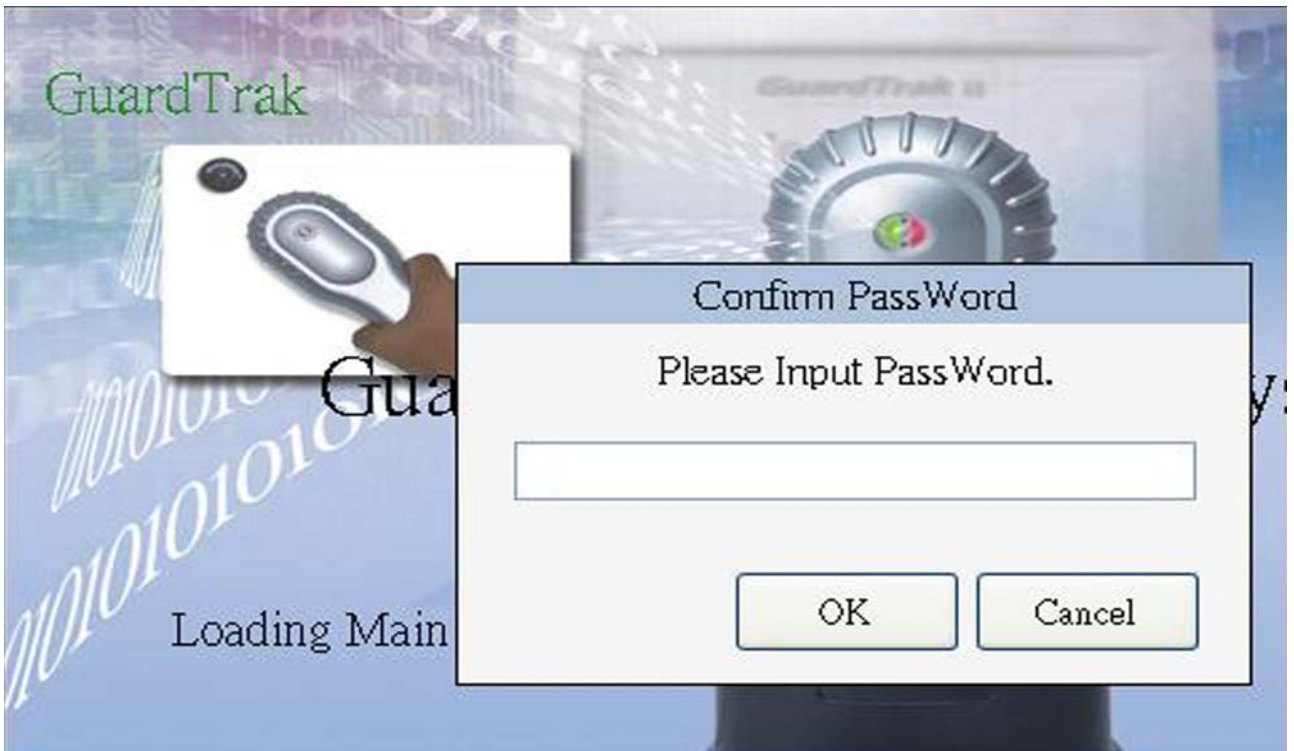 GuardTrak
GuardTrak II
Confirm PassWord
Please Input PassWord.
OK
Cancel
Loading Main